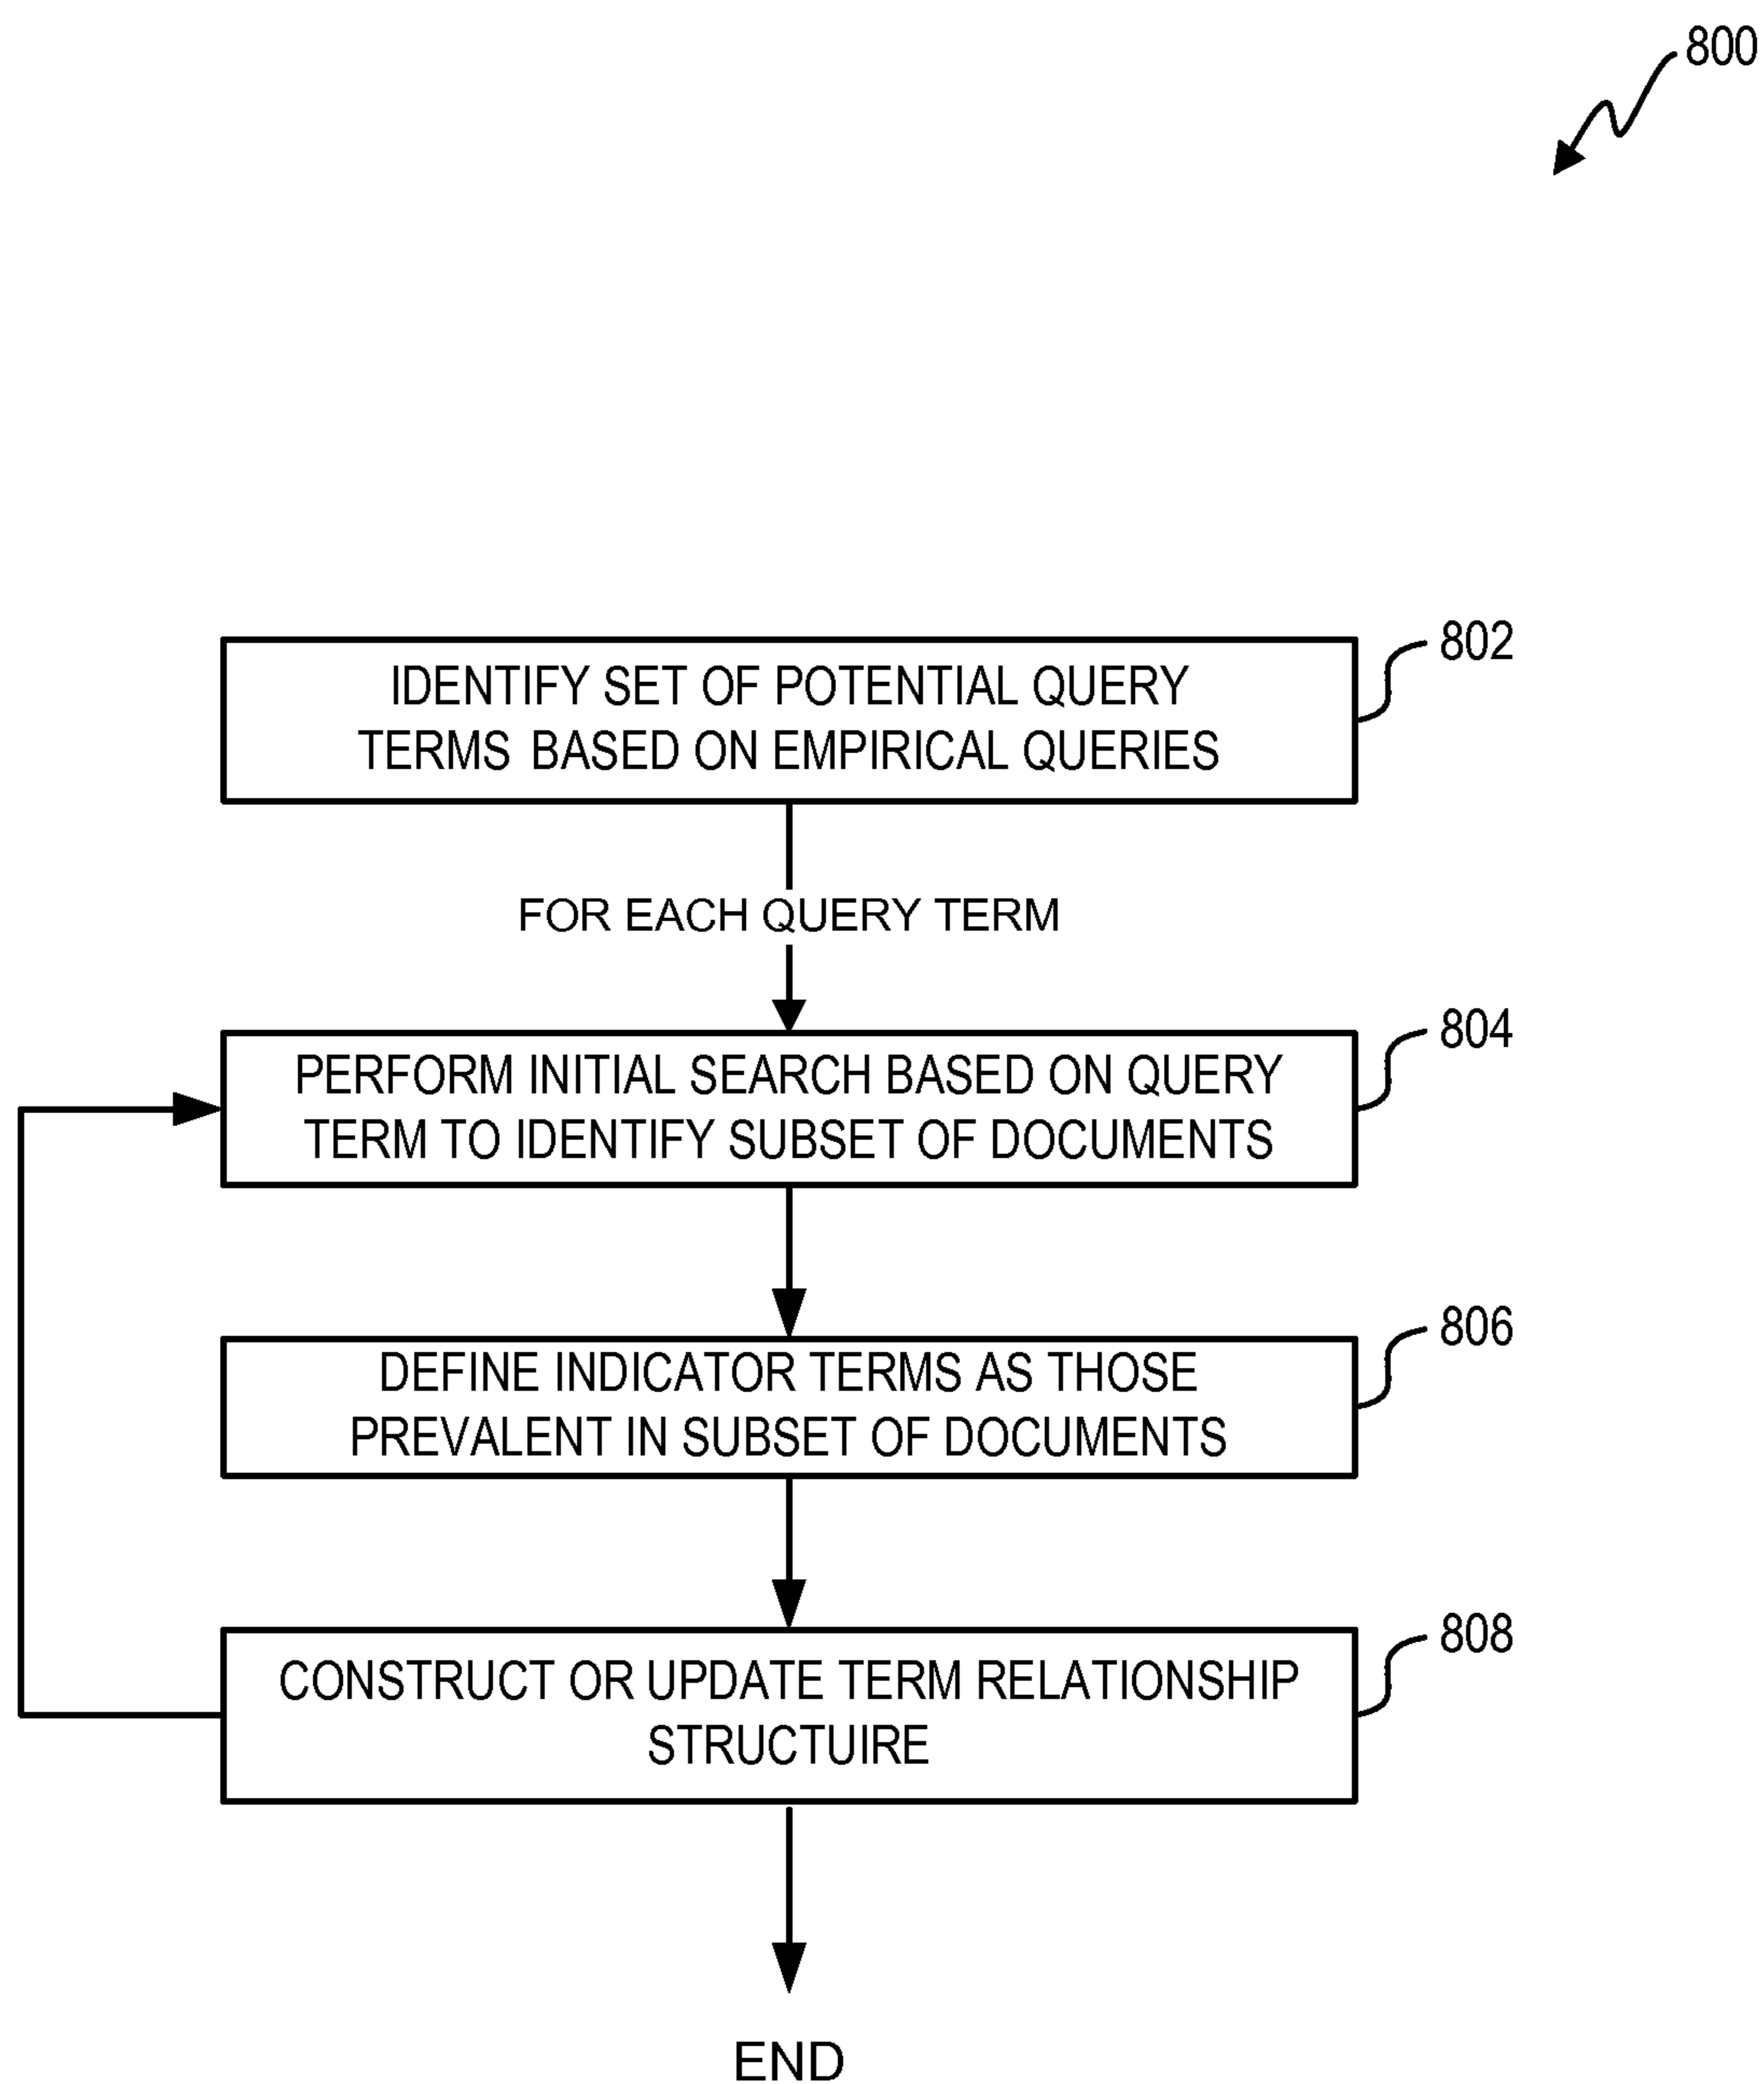 800
IDENTIFY SET OF POTENTIAL QUERY
TERMS BASED ON EMPIRICAL QUERIES
802
FOR EACH QUERY TERM
PERFORM INITIAL SEARCH BASED ON QUERY
TERM TO IDENTIFY SUBSET OF DOCUMENTS
804
DEFINE INDICATOR TERMS AS THOSE
PREVALENT IN SUBSET OF DOCUMENTS
806
CONSTRUCT OR UPDATE TERM RELATIONSHIP
STRUCTUIRE
808
END